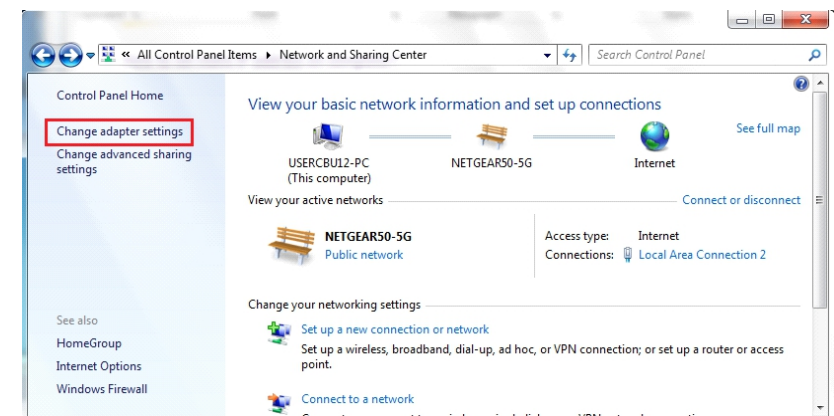 « All Control Panel Items ▸ Network and Sharing Center
Search Control Panel
Control Panel Home
Change adapter settings
Change advanced sharing
settings
See also
HomeGroup
Internet Options
Windows Firewall
View your basic network information and set up connections
See full map
USERCBU12-PC
(This computer)
NETGEAR50-5G
Internet
View your active networks
Connect or disconnect
NETGEAR50-5G
Public network
Access type: Internet
Connections: Local Area Connection 2
Change your networking settings
Set up a new connection or network
Set up a wireless, broadband, dial-up, ad hoc, or VPN connection; or set up a router or access
point.
Connect to a network